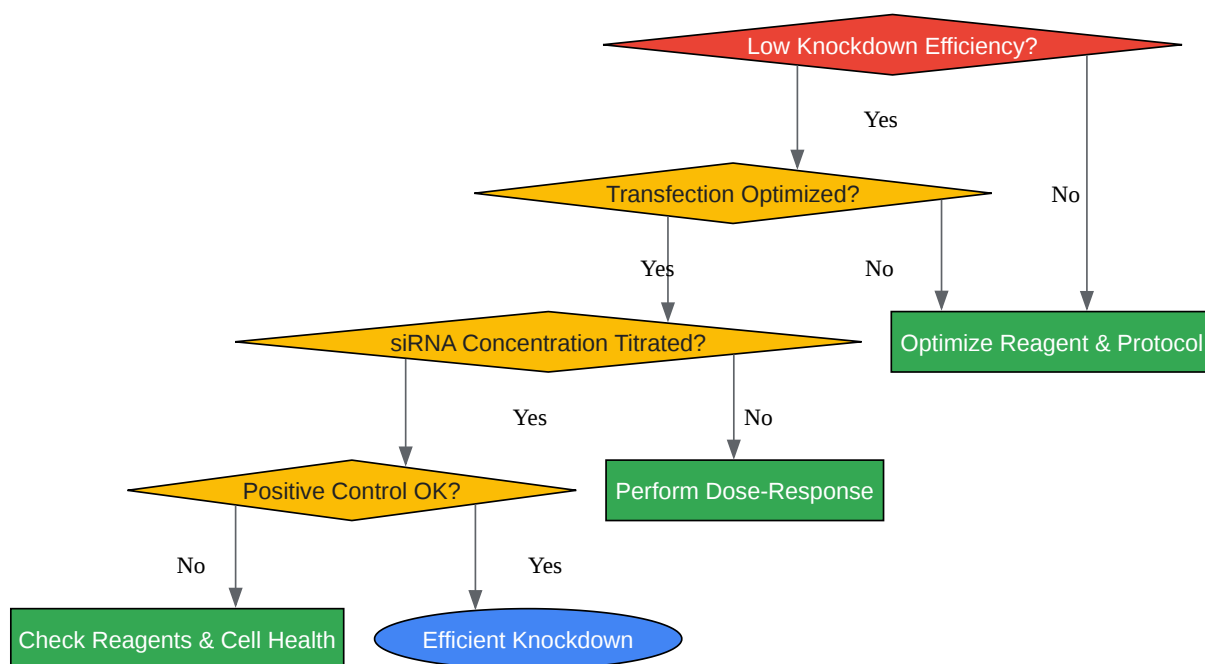 Low Knockdown Efficiency?
Yes
Transfection Optimized?
No
Yes
No
siRNA Concentration Titrated?
Optimize Reagent & Protocol
Yes
No
Positive Control OK?
Perform Dose-Response
No
Yes
Check Reagents & Cell Health
Efficient Knockdown